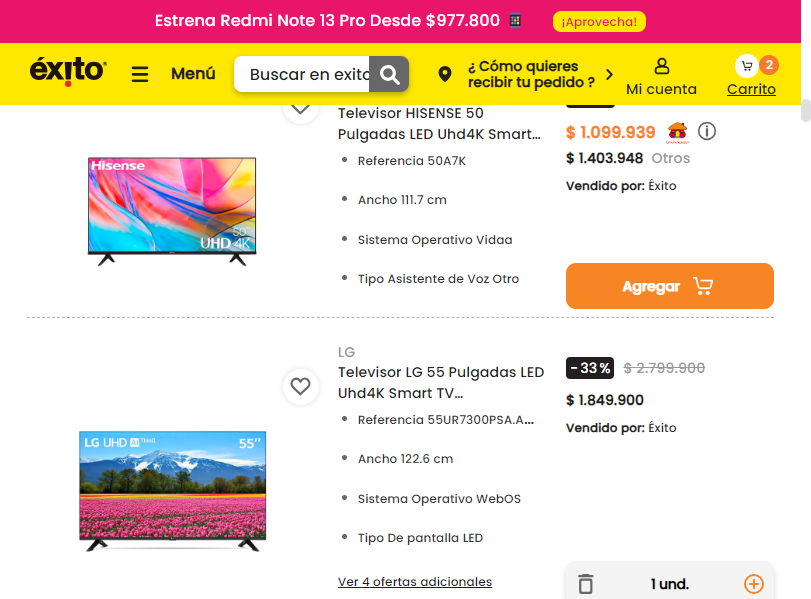 Estrena Redmi Note 13 Pro Desde $977.800
¡Aprovecha!
éxito
Menú
Buscar en exito
¿ Cómo quieres
recibir tu pedido ?
Mi cuenta
2
Carrito
Televisor HISENSE 50
Pulgadas LED Uhd4K Smart...
Referencia 50A7K
Ancho 111.7 cm
Sistema Operativo Vidaa
Tipo Asistente de Voz Otro
Hisense
50"
UHD 4K
$ 1.099.939
$ 1.403.948 Otros
Vendido por: Éxito
Agregar
LG
Televisor LG 55 Pulgadas LED
Uhd4K Smart TV...
Referencia 55UR7300PSA.A...
Ancho 122.6 cm
Sistema Operativo WebOS
Tipo De pantalla LED
Ver 4 ofertas adicionales
LG UHD AI ThinQ
55"
-33% $ 2.799.900
$ 1.849.900
Vendido por: Éxito
1 und.